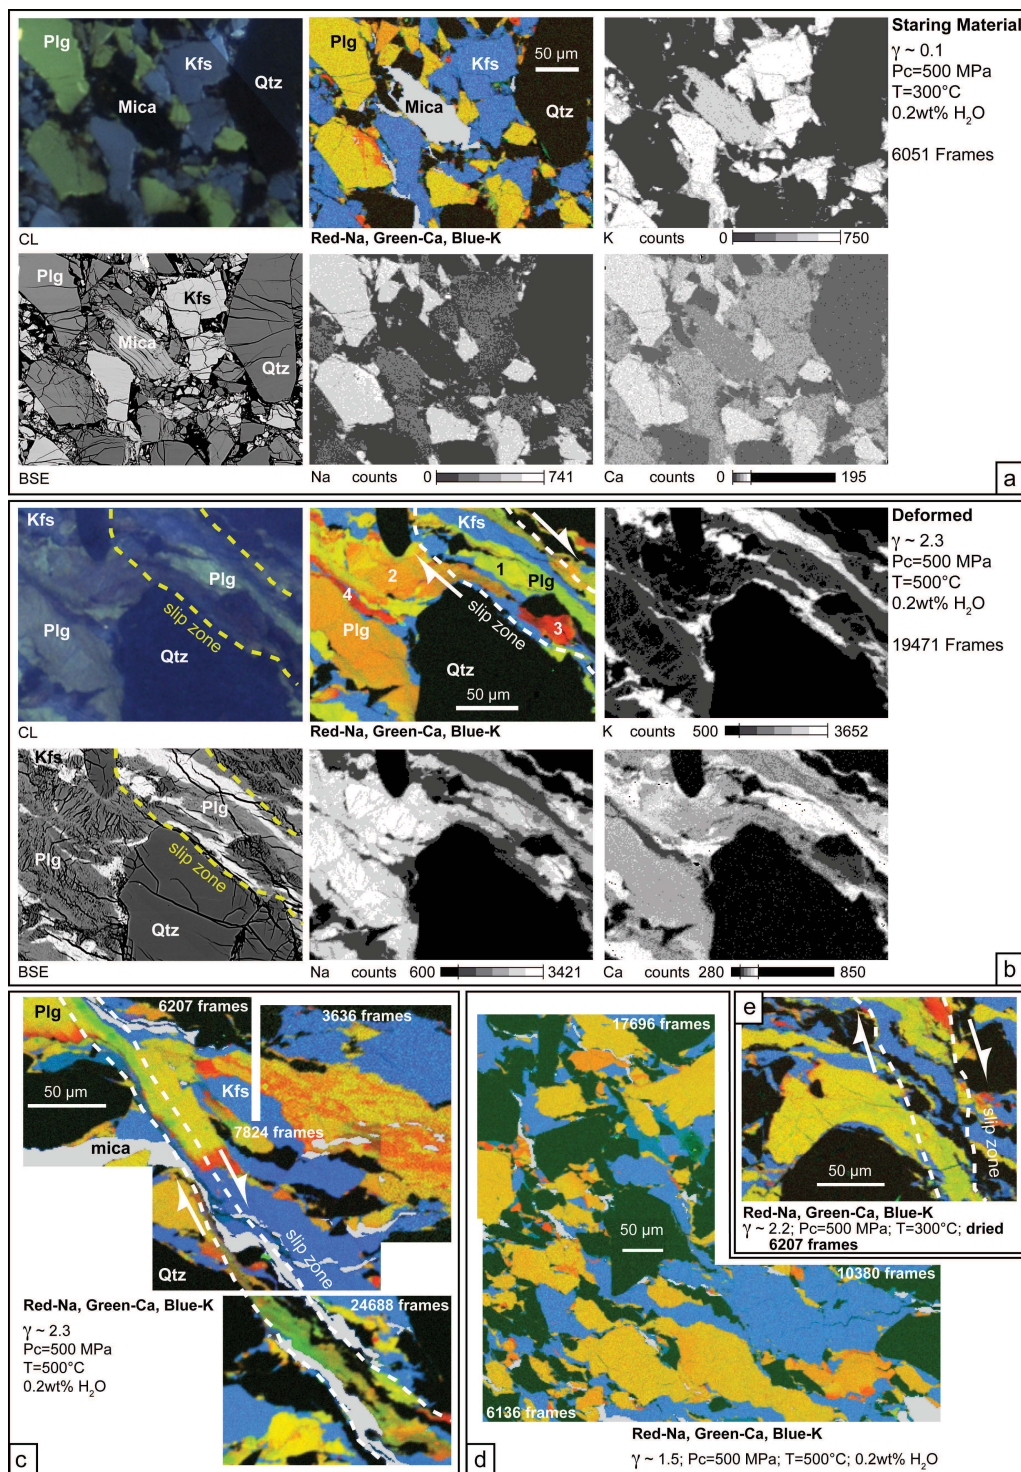 Plg
Kfs
Qtz
Mica
CL
Plg
Kfs
50 µm
Mica
Qtz
Red-Na, Green-Ca, Blue-K
K counts 0 750
Staring Material
γ ~ 0.1
Pc=500 MPa
T=300°C
0.2wt% H₂O
6051 Frames
Plg
Kfs
Mica
Qtz
BSE
Na counts 0 741
Ca counts 0 195
a
Kfs
Plg
Plg
slip zone
Qtz
CL
Kfs
1
2
Plg
4
slip zone
3
Plg
Qtz
50 µm
Red-Na, Green-Ca, Blue-K
K counts 500 3652
Deformed
γ ~ 2.3
Pc=500 MPa
T=500°C
0.2wt% H₂O
19471 Frames
Kfs
Plg
Plg
slip zone
Qtz
BSE
Na counts 600 3421
Ca counts 280 850
b
Plg
6207 frames
3636 frames
50 µm
Kfs
7824 frames
mica
slip zone
Qtz
24688 frames
Red-Na, Green-Ca, Blue-K
γ ~ 2.3
Pc=500 MPa
T=500°C
0.2wt% H₂O
c
17696 frames
50 µm
10380 frames
6136 frames
Red-Na, Green-Ca, Blue-K
γ ~ 1.5; Pc=500 MPa; T=500°C; 0.2wt% H₂O
d
e
slip zone
50 µm
Red-Na, Green-Ca, Blue-K
γ ~ 2.2; Pc=500 MPa; T=300°C; dried
6207 frames